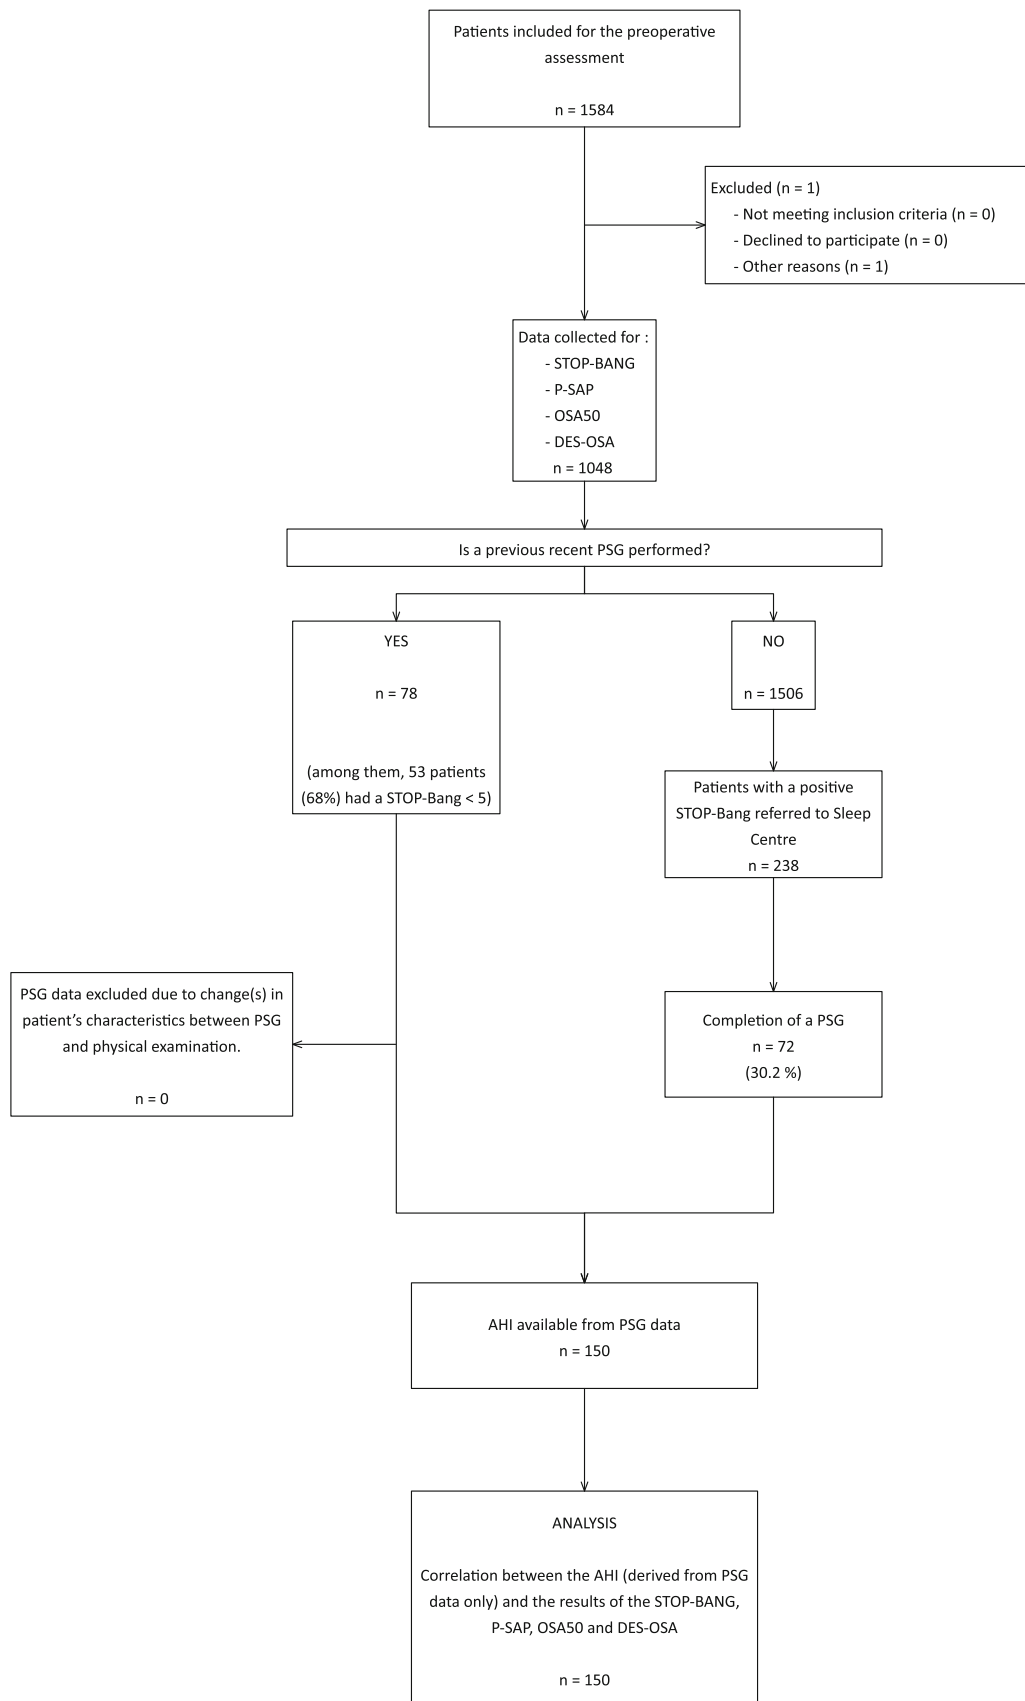 Patients included for the preoperative
assessment
n = 1584
Excluded (n = 1)
- Not meeting inclusion criteria (n = 0)
- Declined to participate (n = 0)
- Other reasons (n = 1)
Data collected for :
- STOP-BANG
- P-SAP
- OSA50
- DES-OSA
n = 1048
Is a previous recent PSG performed?
YES
n = 78
(among them, 53 patients
(68%) had a STOP-Bang < 5)
NO
n = 1506
Patients with a positive
STOP-Bang referred to Sleep
Centre
n = 238
PSG data excluded due to change(s) in
patient’s characteristics between PSG
and physical examination.
n = 0
Completion of a PSG
n = 72
(30.2 %)
AHI available from PSG data
n = 150
ANALYSIS
Correlation between the AHI (derived from PSG
data only) and the results of the STOP-BANG,
P-SAP, OSA50 and DES-OSA
n = 150